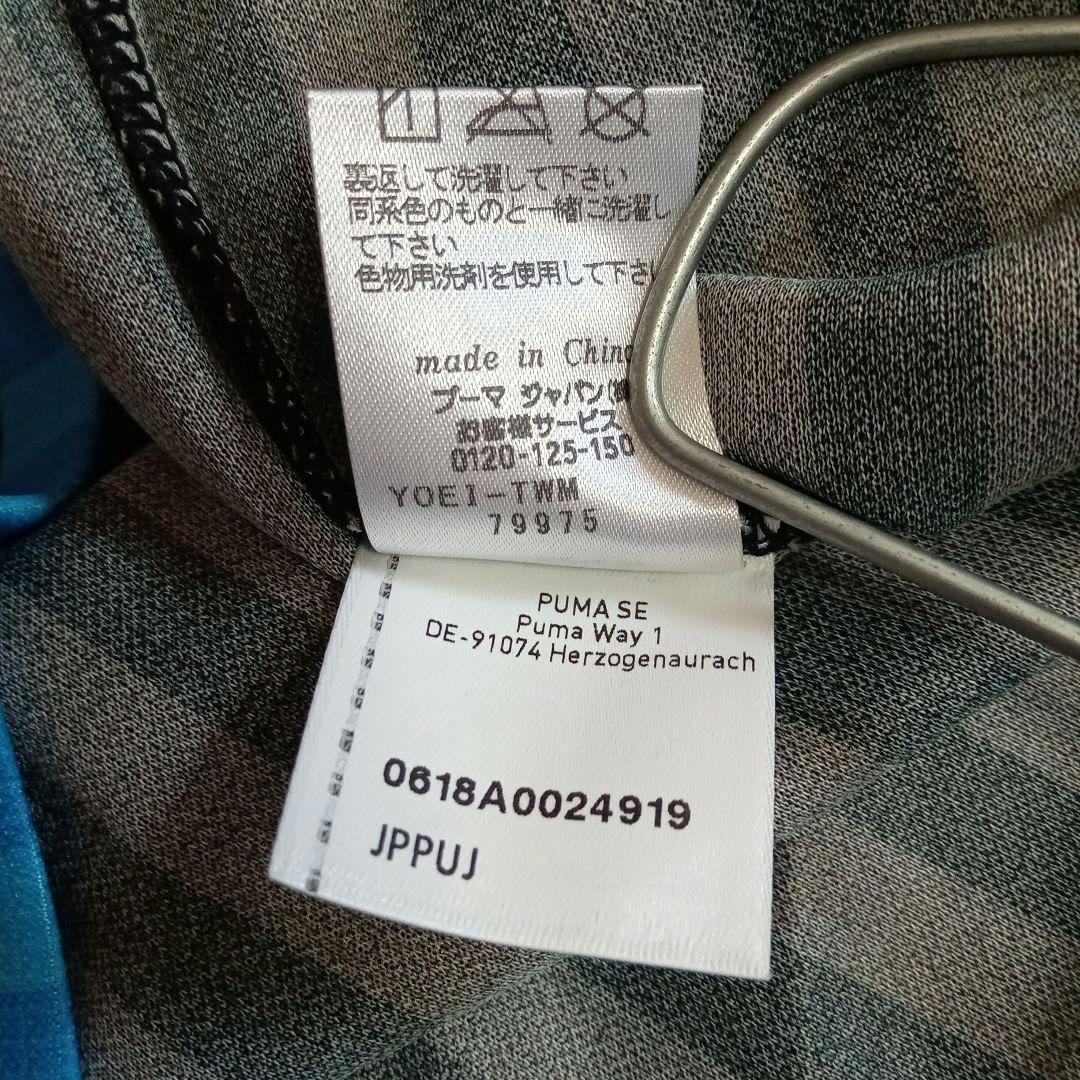 裏返して洗濯して下さい
同系色のものと一緒に洗濯し
て下さい
色物用洗剤を使用して下さい
made in China
プーマ ジャパン㈱
お客様サービス
0120-125-150
YOEI-TWM
79975
PUMA SE
Puma Way 1
DE-91074 Herzogenaurach
0618A0024919
JPPUJ